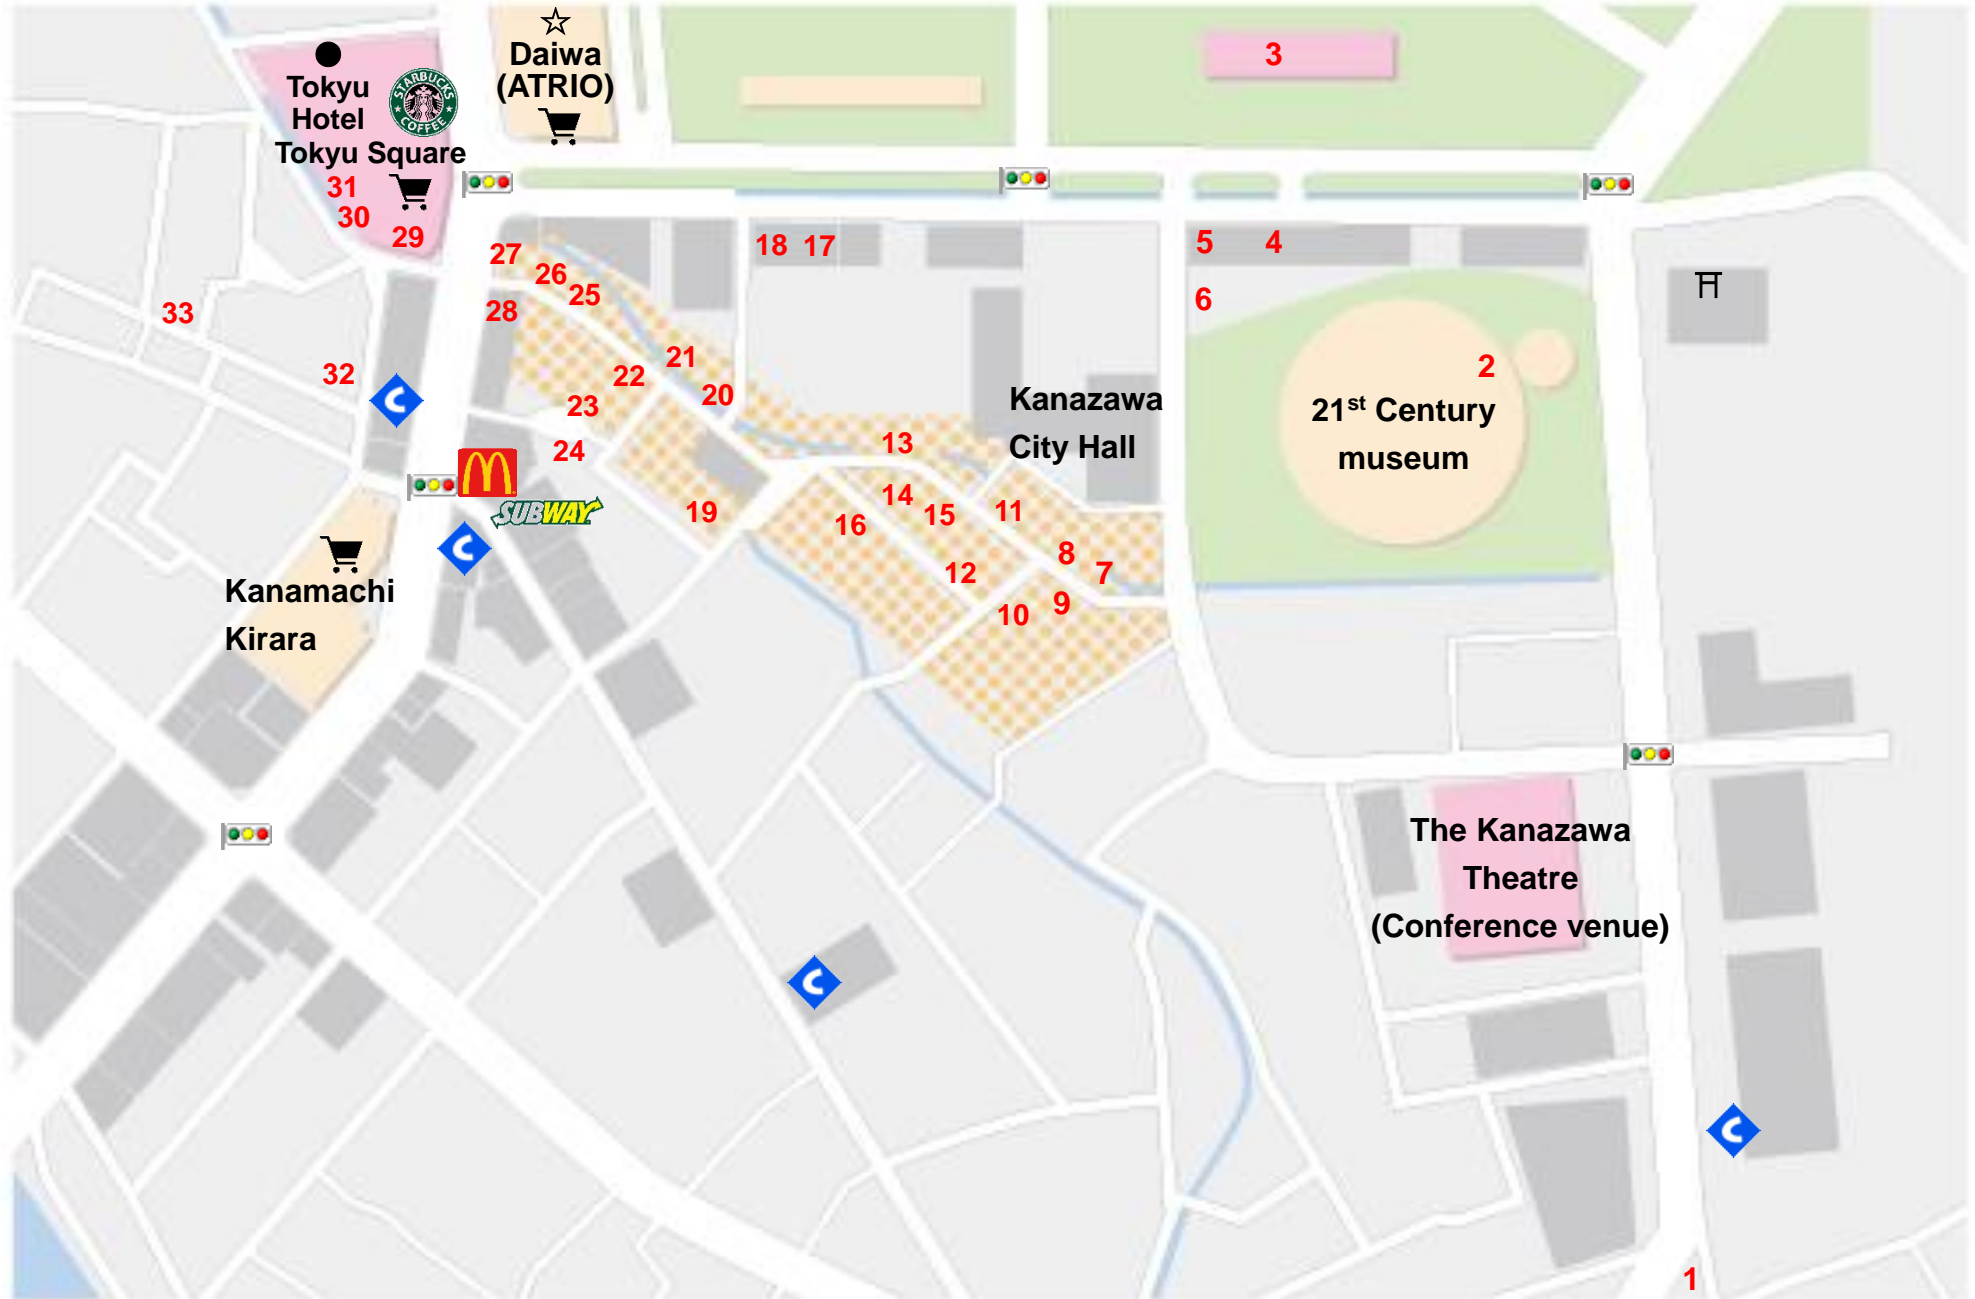 ☆
Daiwa
(ATRIO)
●
Tokyu
Hotel
STARBUCKS
COFFEE
Tokyu Square
31
30
29
3
27
26
25
28
18 17
5 4
6
33
32
21
22
20
23
24
2
21st Century
museum
Kanazawa
City Hall
13
14
15
11
16
19
12
8
7
9
10
SUBWAY
Kanamachi
Kirara
The Kanazawa
Theatre
(Conference venue)
1